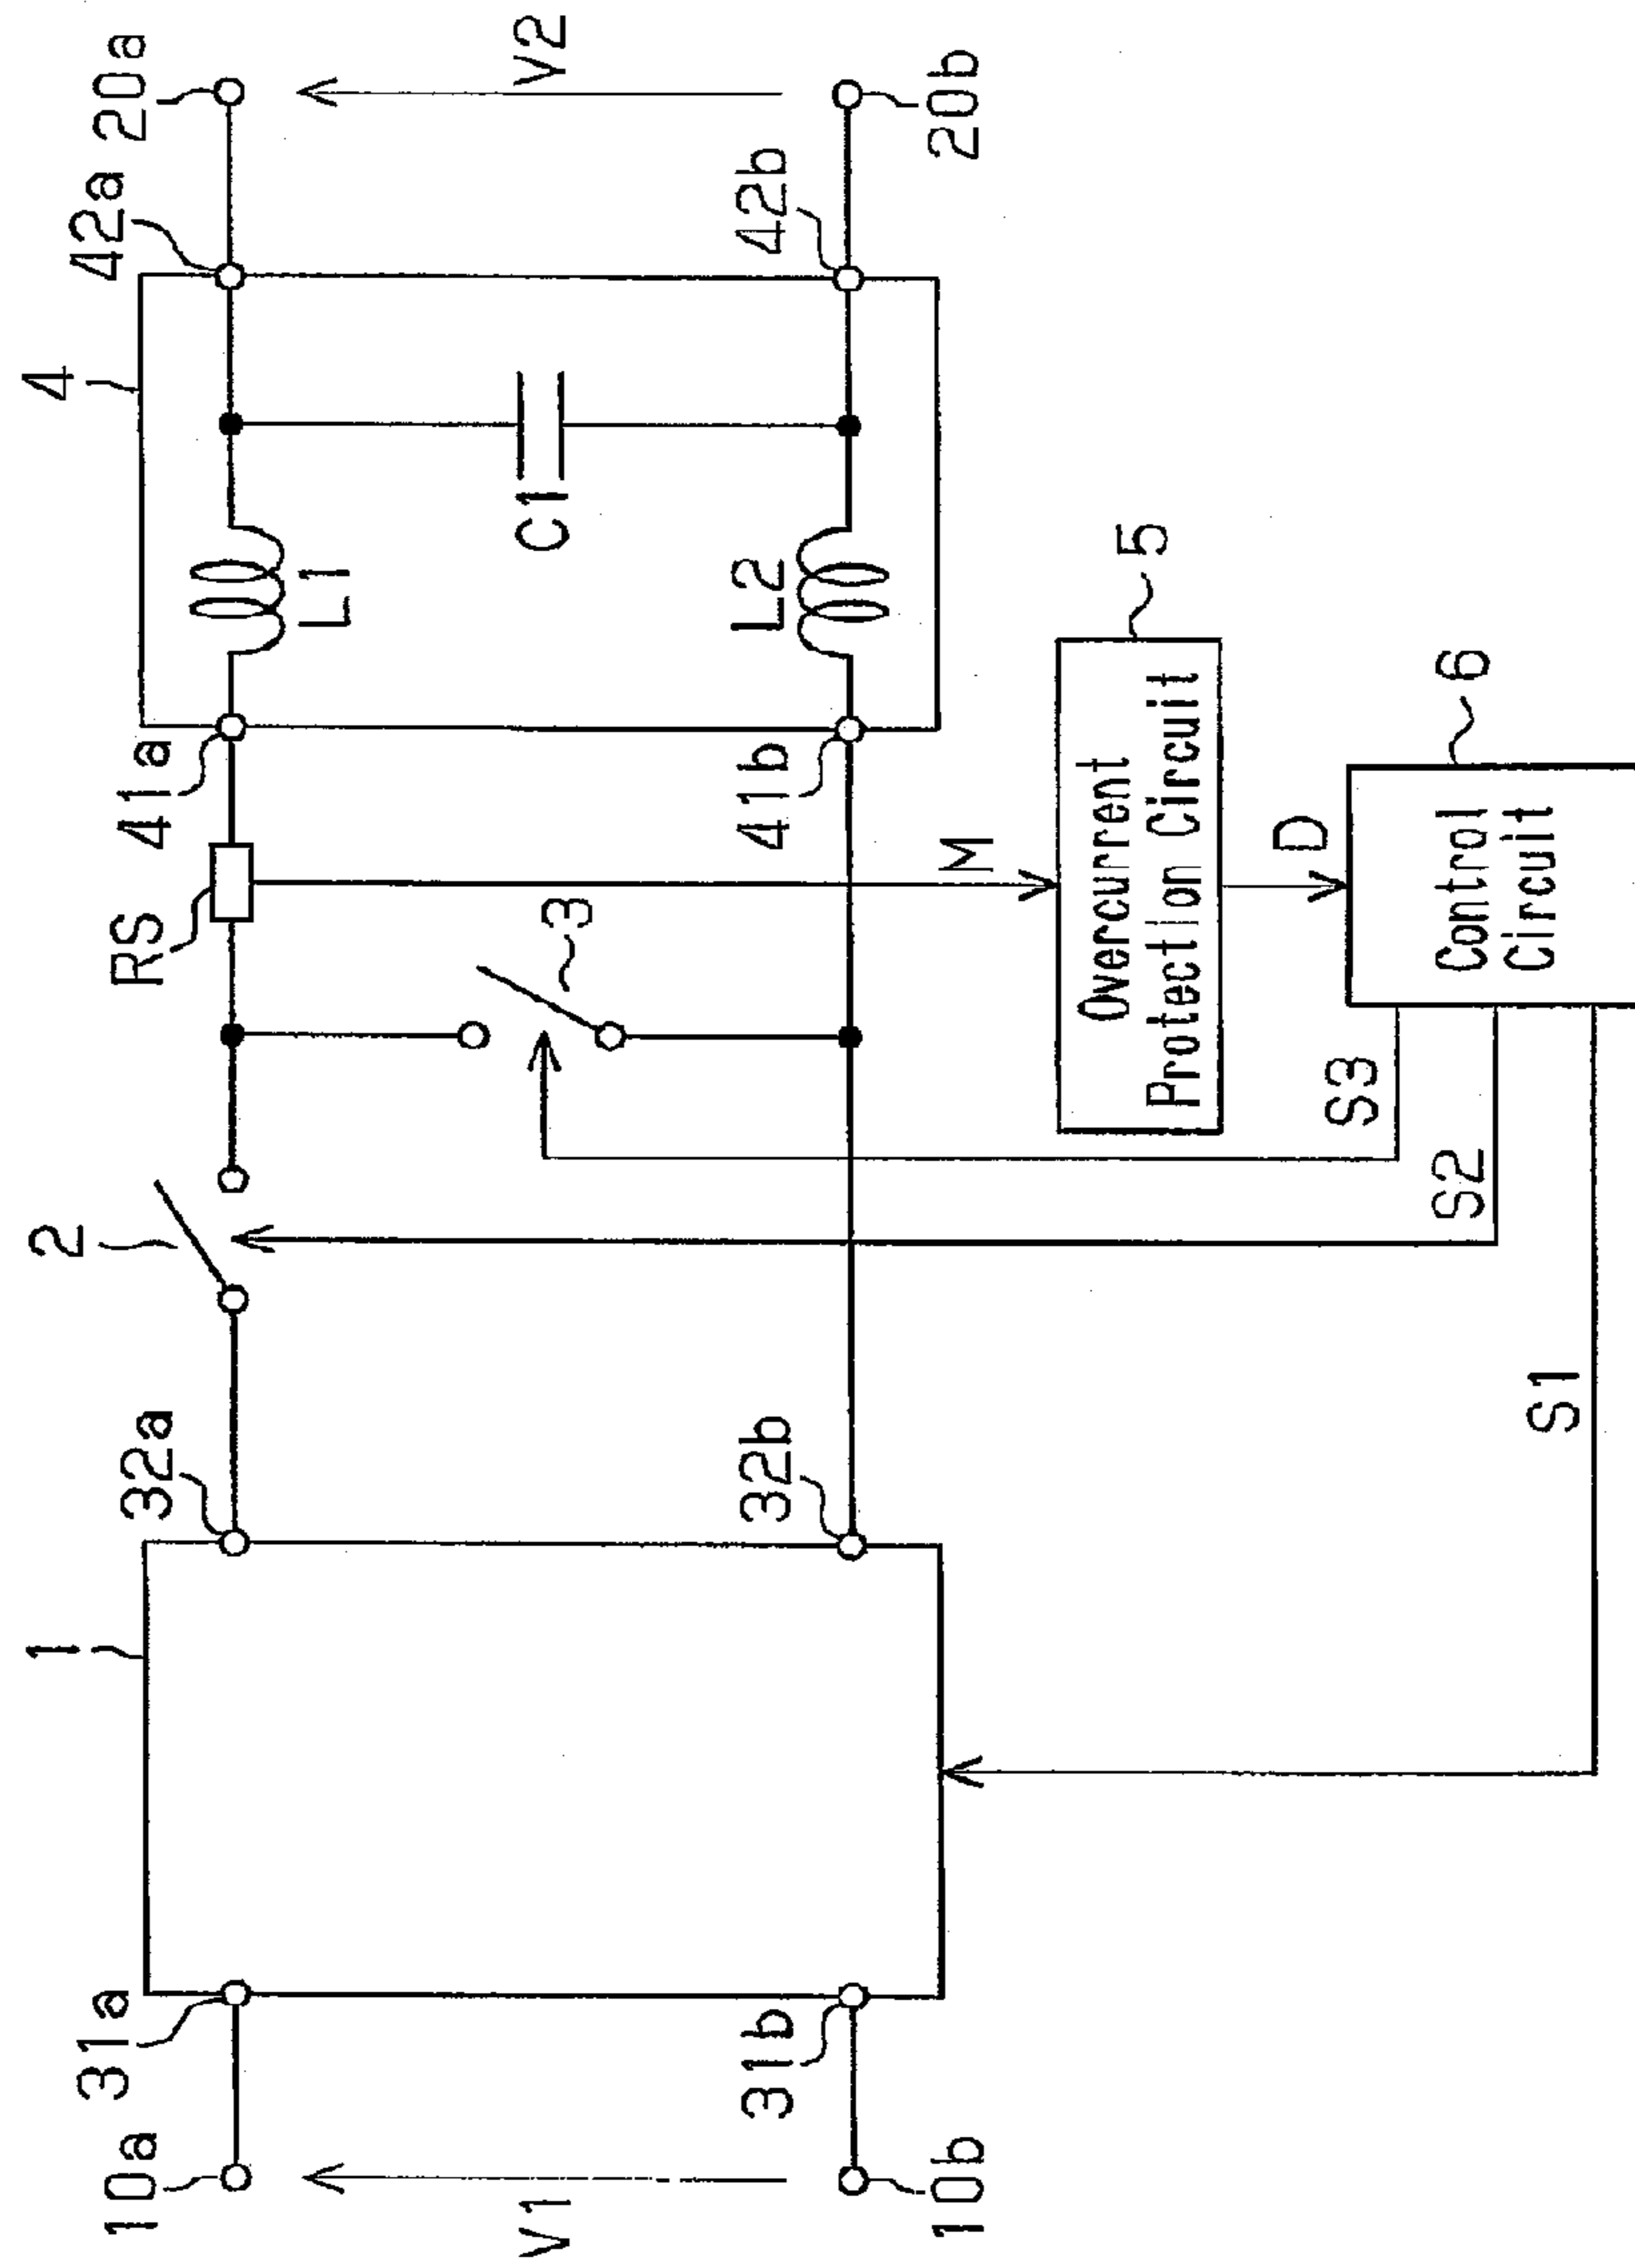 10a
31a
1
32a
2
RS
41a
4
42a
20a
V1
3
L1
C1
V2
10b
31b
32b
41b
L2
42b
20b
M
Overcurrent
Protection Circuit
5
D
S3
S2
S1
Control
Circuit
6